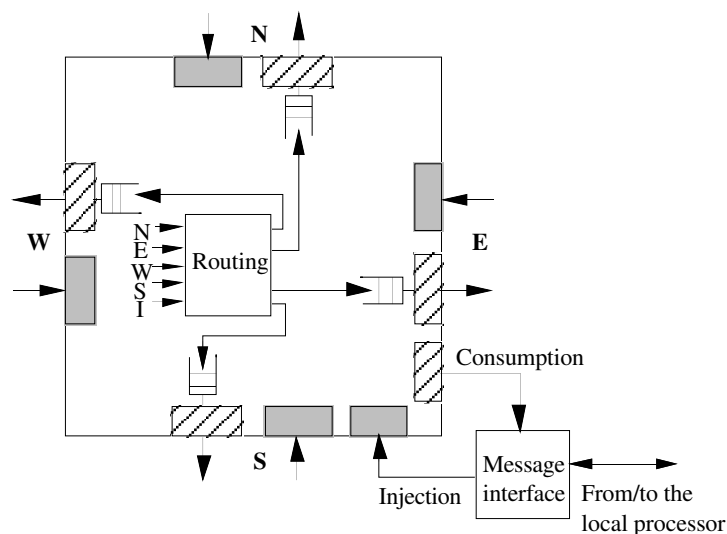 N
W
E
N
E
W
S
I
Routing
Consumption
S
Injection
Message
interface
From/to the
local processor